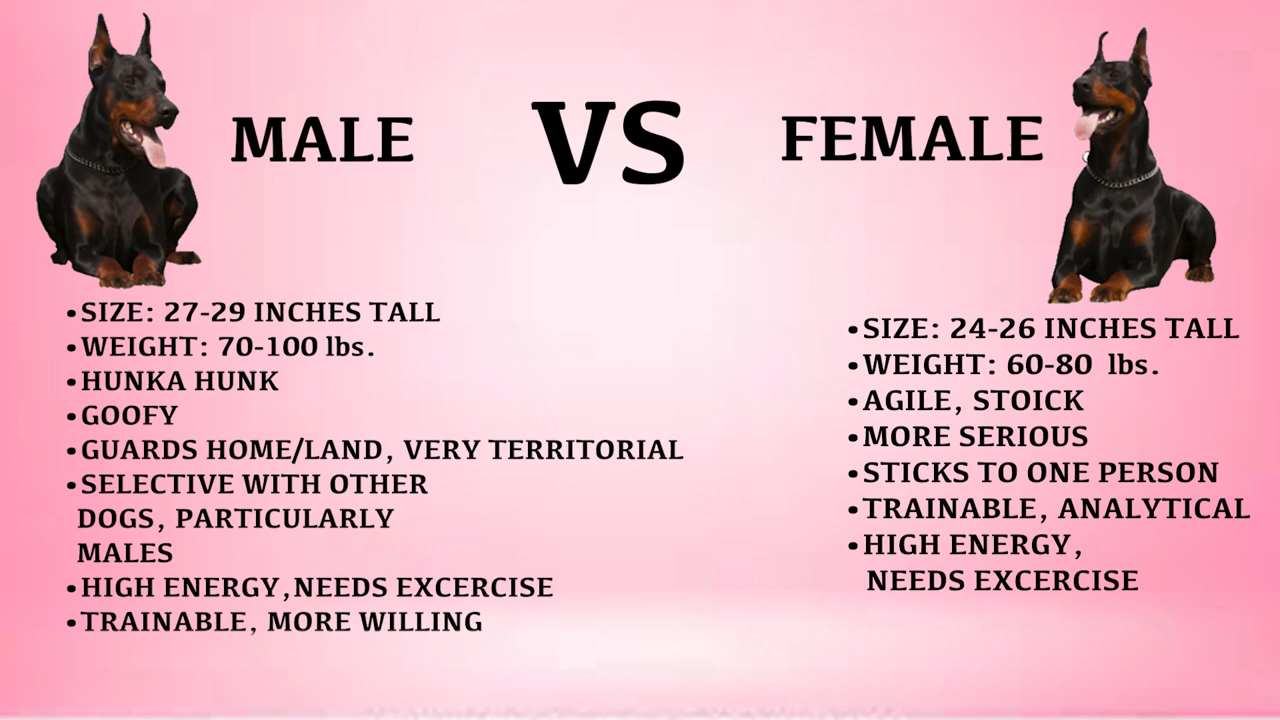 MALE
VS
FEMALE
•SIZE: 27-29 INCHES TALL
•WEIGHT: 70-100 lbs.
•HUNKA HUNK
•GOOFY
•GUARDS HOME/LAND, VERY TERRITORIAL
•SELECTIVE WITH OTHER
DOGS, PARTICULARLY
MALES
•HIGH ENERGY,NEEDS EXCERCISE
•TRAINABLE, MORE WILLING
•SIZE: 24-26 INCHES TALL
•WEIGHT: 60-80 lbs.
•AGILE, STOICK
•MORE SERIOUS
•STICKS TO ONE PERSON
•TRAINABLE, ANALYTICAL
•HIGH ENERGY,
NEEDS EXCERCISE